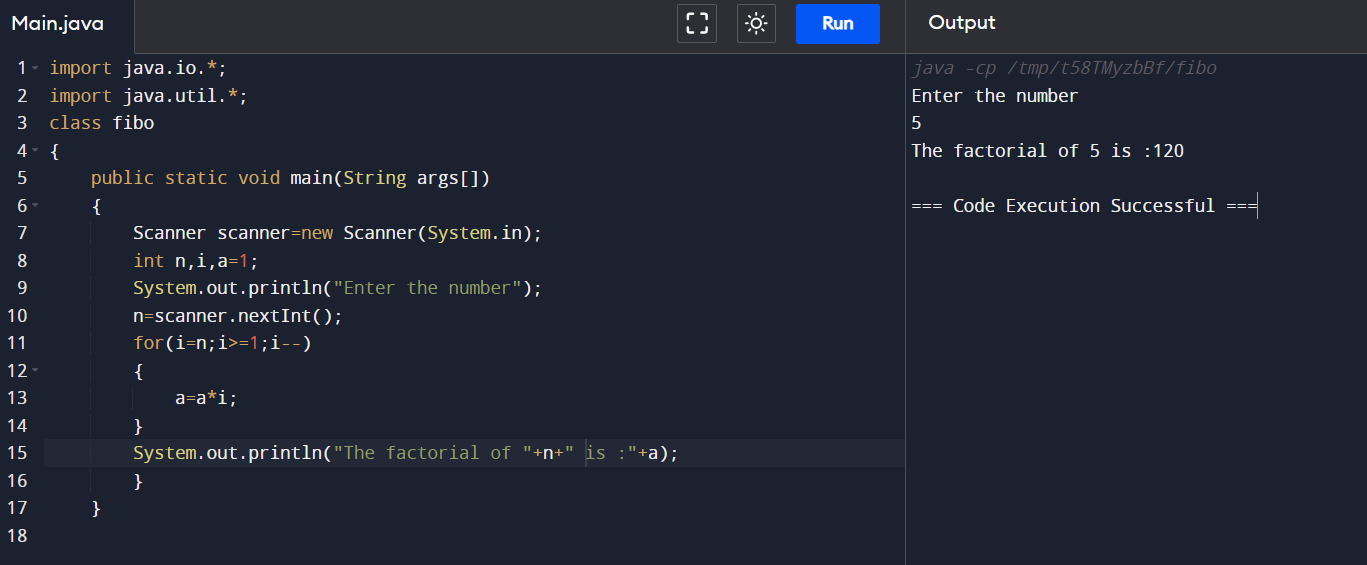 Main.java
Run
Output
1 import java.io.*;
2 import java.util.*;
3 class fibo
4 {
5 public static void main(String args[])
6 {
7 Scanner scanner=new Scanner(System.in);
8 int n,i,a=1;
9 System.out.println("Enter the number");
10 n=scanner.nextInt();
11 for(i=n;i>=1;i--)
12 {
13 a=a*i;
14 }
15 System.out.println("The factorial of "+n+" is :"+a);
16 }
17 }
18
java -cp /tmp/t58TMyzbBf/fibo
Enter the number
5
The factorial of 5 is :120
=== Code Execution Successful ===